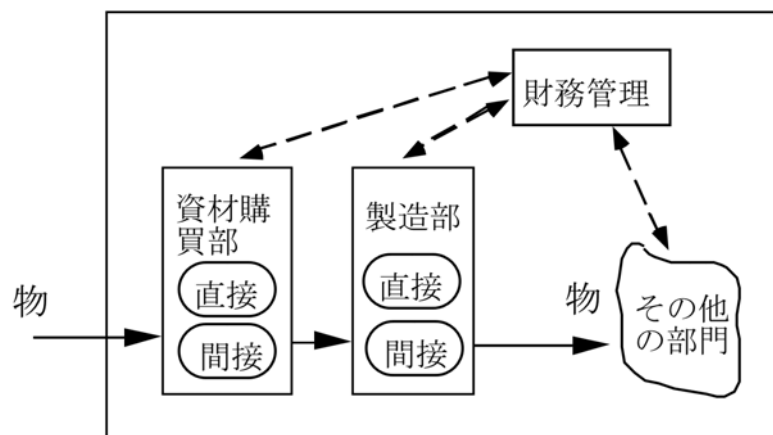 財務管理
資材購
買部
製造部
直接
直接
物
物
その他
の部門
間接
間接